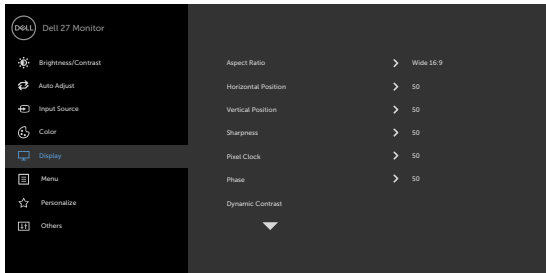 DELL Dell 27 Monitor
Brightness/Contrast
Auto Adjust
Input Source
Color
Display
Menu
Personalize
Others
Aspect Ratio Wide 16:9
Horizontal Position 50
Vertical Position 50
Sharpness 50
Pixel Clock 50
Phase 50
Dynamic Contrast